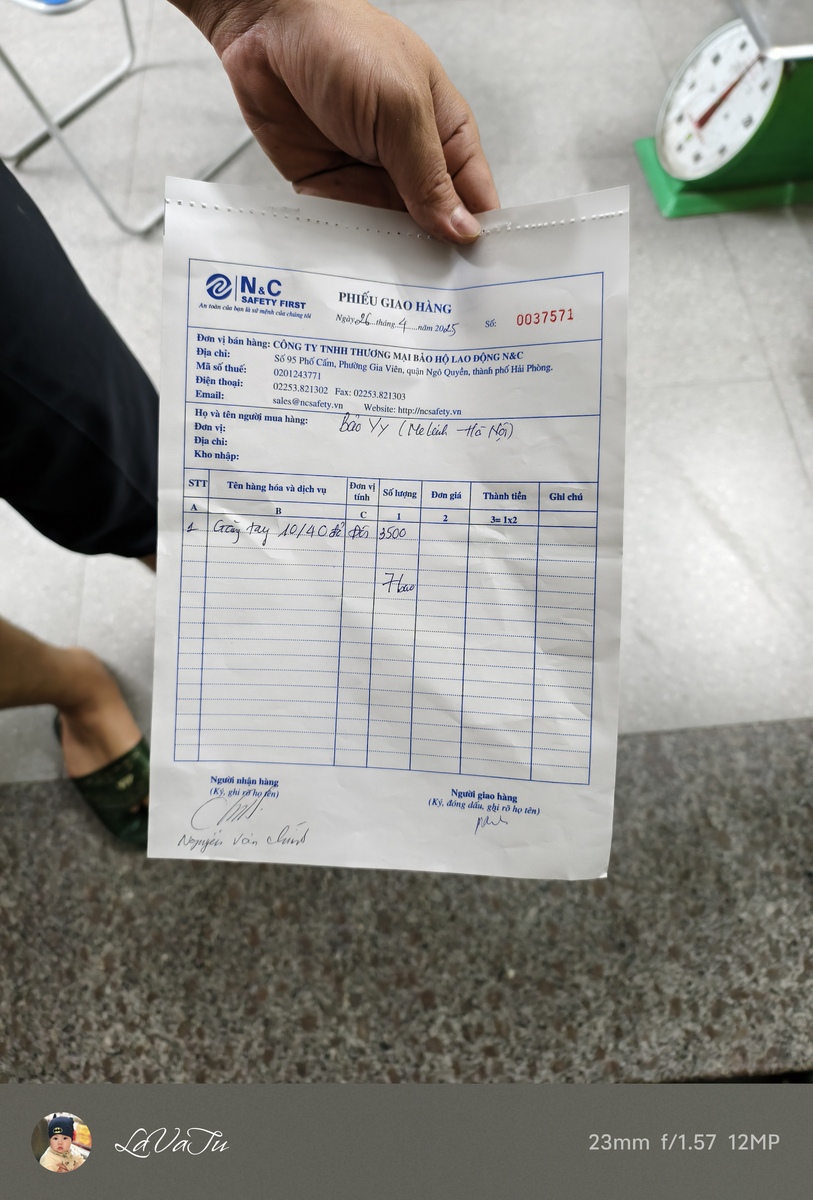 N&C
SAFETY FIRST
An toàn của bạn là sứ mệnh của chúng tôi
PHIẾU GIAO HÀNG
Ngày 26 tháng 4 năm 2025
Số: 0037571
Đơn vị bán hàng: CÔNG TY TNHH THƯƠNG MẠI BẢO HỘ LAO ĐỘNG N&C
Địa chỉ: Số 95 Phố Cấm, Phường Gia Viên, quận Ngô Quyền, thành phố Hải Phòng.
Mã số thuế: 0201243771
Điện thoại: 02253.821302 Fax: 02253.821303
Email: sales@ncsafety.vn Website: http://ncsafety.vn
Họ và tên người mua hàng: Bảo Vy (Mê Linh - Hà Nội)
Đơn vị:
Địa chỉ:
Kho nhập:
STT Tên hàng hóa và dịch vụ Đơn vị tính Số lượng Đơn giá Thành tiền Ghi chú
A B C 1 2 3= 1x2
1 Găng tay 10/40 Đôi 3500
7 bao
Người nhận hàng
(Ký, ghi rõ họ tên)
Nguyễn Văn
Người giao hàng
(Ký, đóng dấu, ghi rõ họ tên)
LaVaTu
23mm f/1.57 12MP